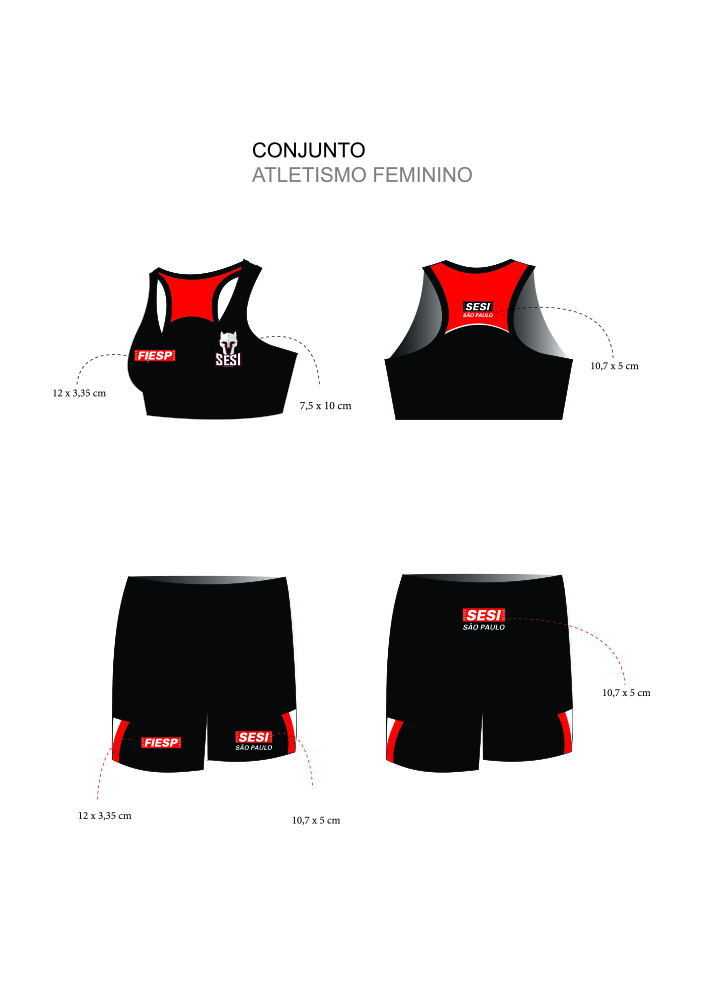 CONJUNTO
ATLETISMO FEMININO
SESI
SÃO PAULO
FIESP
SESI
10,7 x 5 cm
12 x 3,35 cm
7,5 x 10 cm
SESI
SÃO PAULO
10,7 x 5 cm
FIESP
SESI
SÃO PAULO
12 x 3,35 cm
10,7 x 5 cm